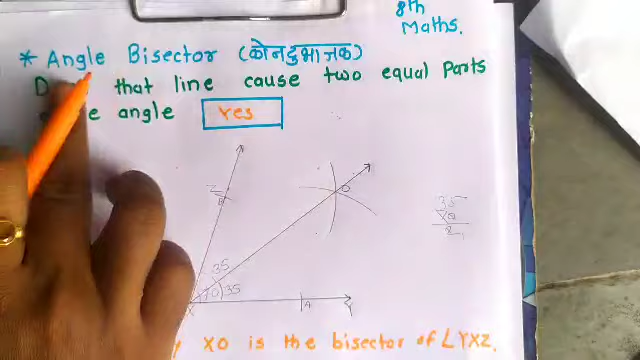 8th
Maths.
* Angle Bisector (कोनदुभाजक)
that line cause two equal Parts
angle yes
Z
B
O
35
70 35
A
Y
35
XO is the bisector of ∠YXZ.